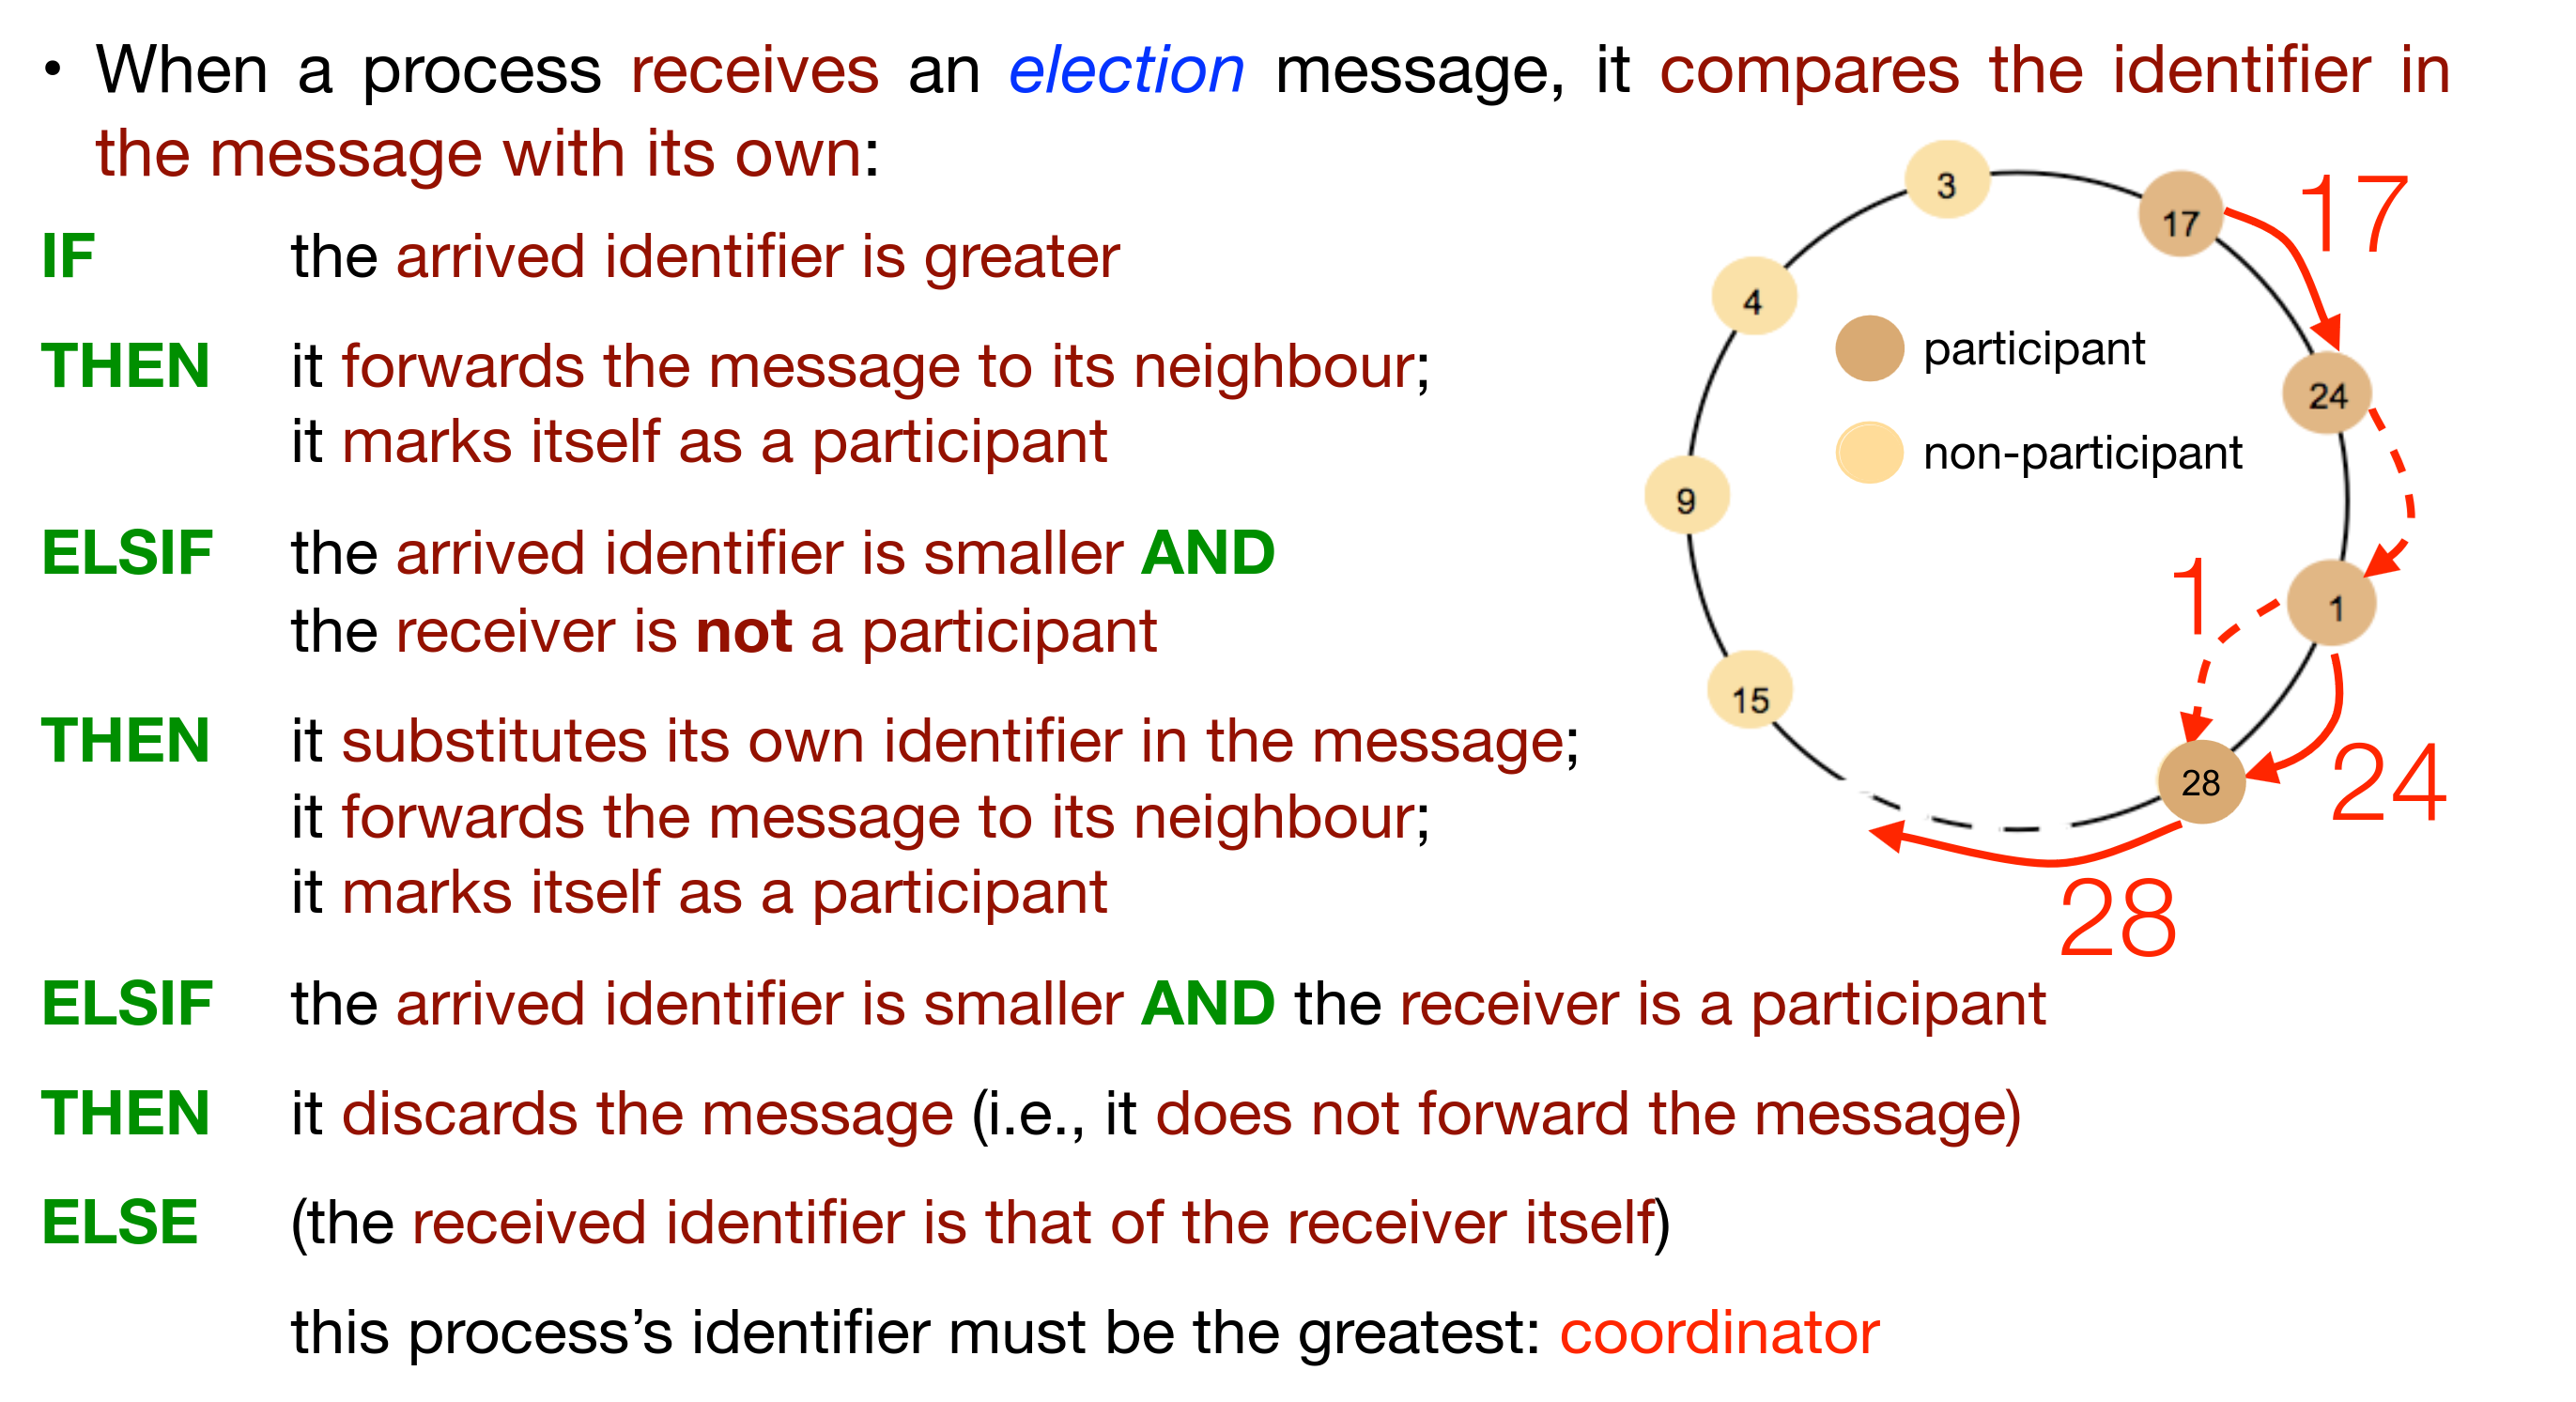 • When a process receives an election message, it compares the identifier in
the message with its own:
IF the arrived identifier is greater
THEN it forwards the message to its neighbour;
it marks itself as a participant
ELSIF the arrived identifier is smaller AND
the receiver is not a participant
THEN it substitutes its own identifier in the message;
it forwards the message to its neighbour;
it marks itself as a participant
ELSIF the arrived identifier is smaller AND the receiver is a participant
THEN it discards the message (i.e., it does not forward the message)
ELSE (the received identifier is that of the receiver itself)
this process’s identifier must be the greatest: coordinator
3
17
17
4
participant
24
non-participant
9
1
1
15
28
24
28